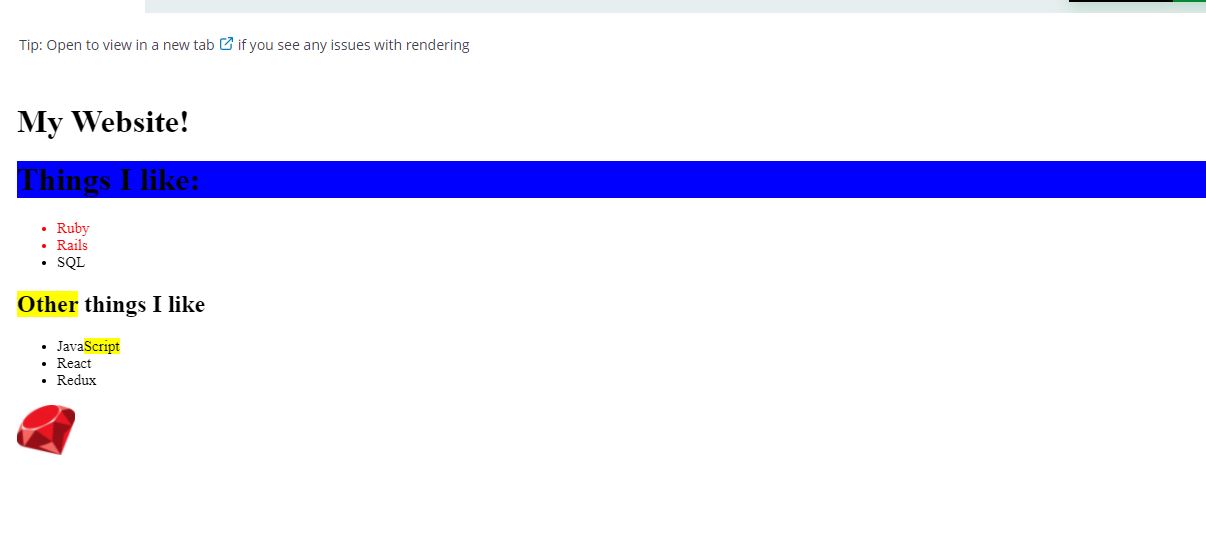 Tip: Open to view in a new tab if you see any issues with rendering
My Website!
Things I like:
Ruby
Rails
SQL
Other things I like
JavaScript
React
Redux